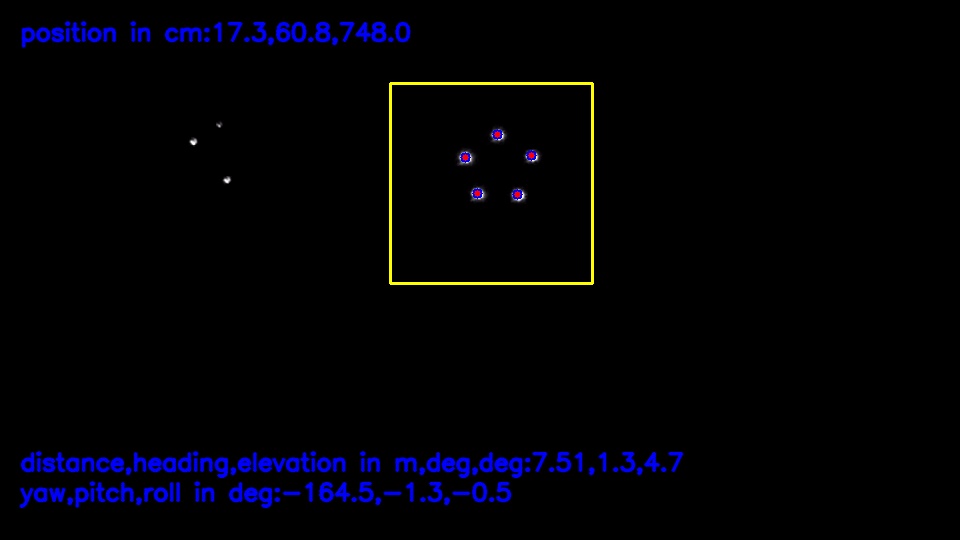 position in cm:17.3,60.8,748.0
distance,heading,elevation in m,deg,deg:7.51,1.3,4.7
yaw,pitch,roll in deg:-164.5,-1.3,-0.5